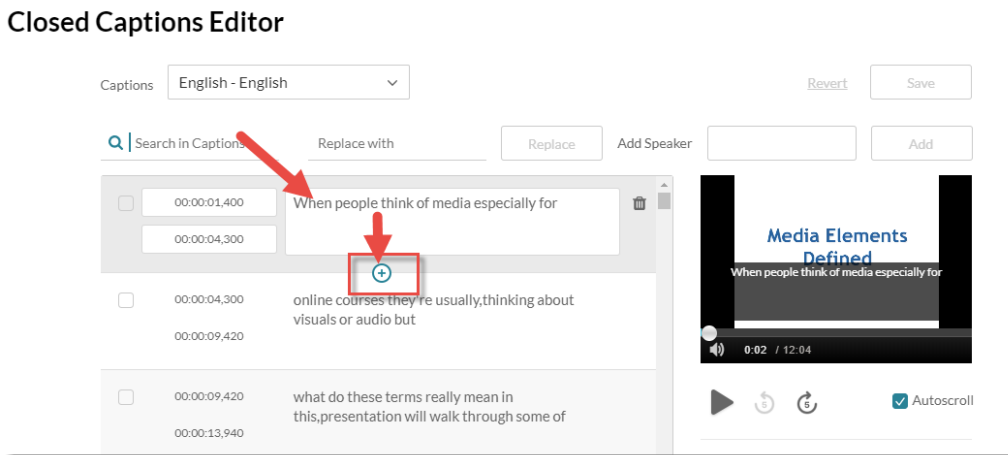 Closed Captions Editor
Captions English - English Revert Save
Search in Captions Replace with Replace Add Speaker Add
00:00:01,400 When people think of media especially for
00:00:04,300
00:00:04,300 online courses they're usually,thinking about
visuals or audio but
00:00:09,420
00:00:09,420 what do these terms really mean in
this,presentation will walk through some of
00:00:13,940
Media Elements
Defined
When people think of media especially for
0:02 / 12:04
5 5 Autoscroll